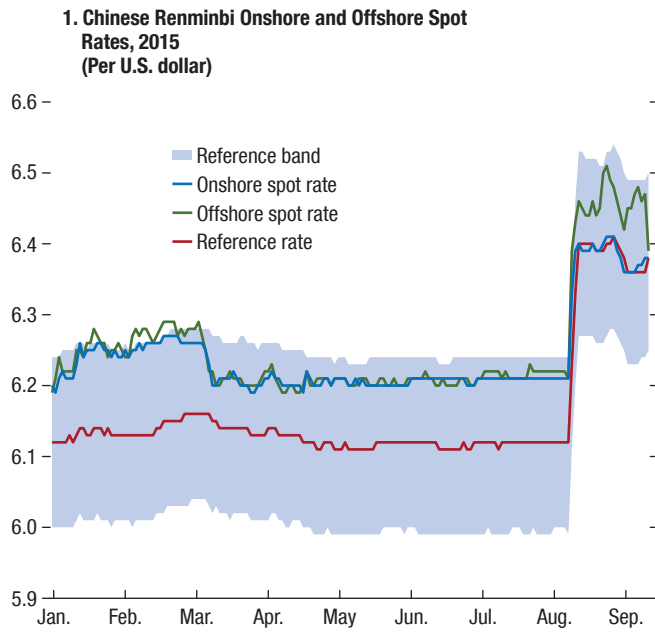 1. Chinese Renminbi Onshore and Offshore Spot
Rates, 2015
(Per U.S. dollar)
6.6
Reference band
Onshore spot rate
Offshore spot rate
Reference rate
6.5
6.4
6.3
6.2
6.1
6.0
5.9
Jan. Feb. Mar. Apr. May Jun. Jul. Aug. Sep.